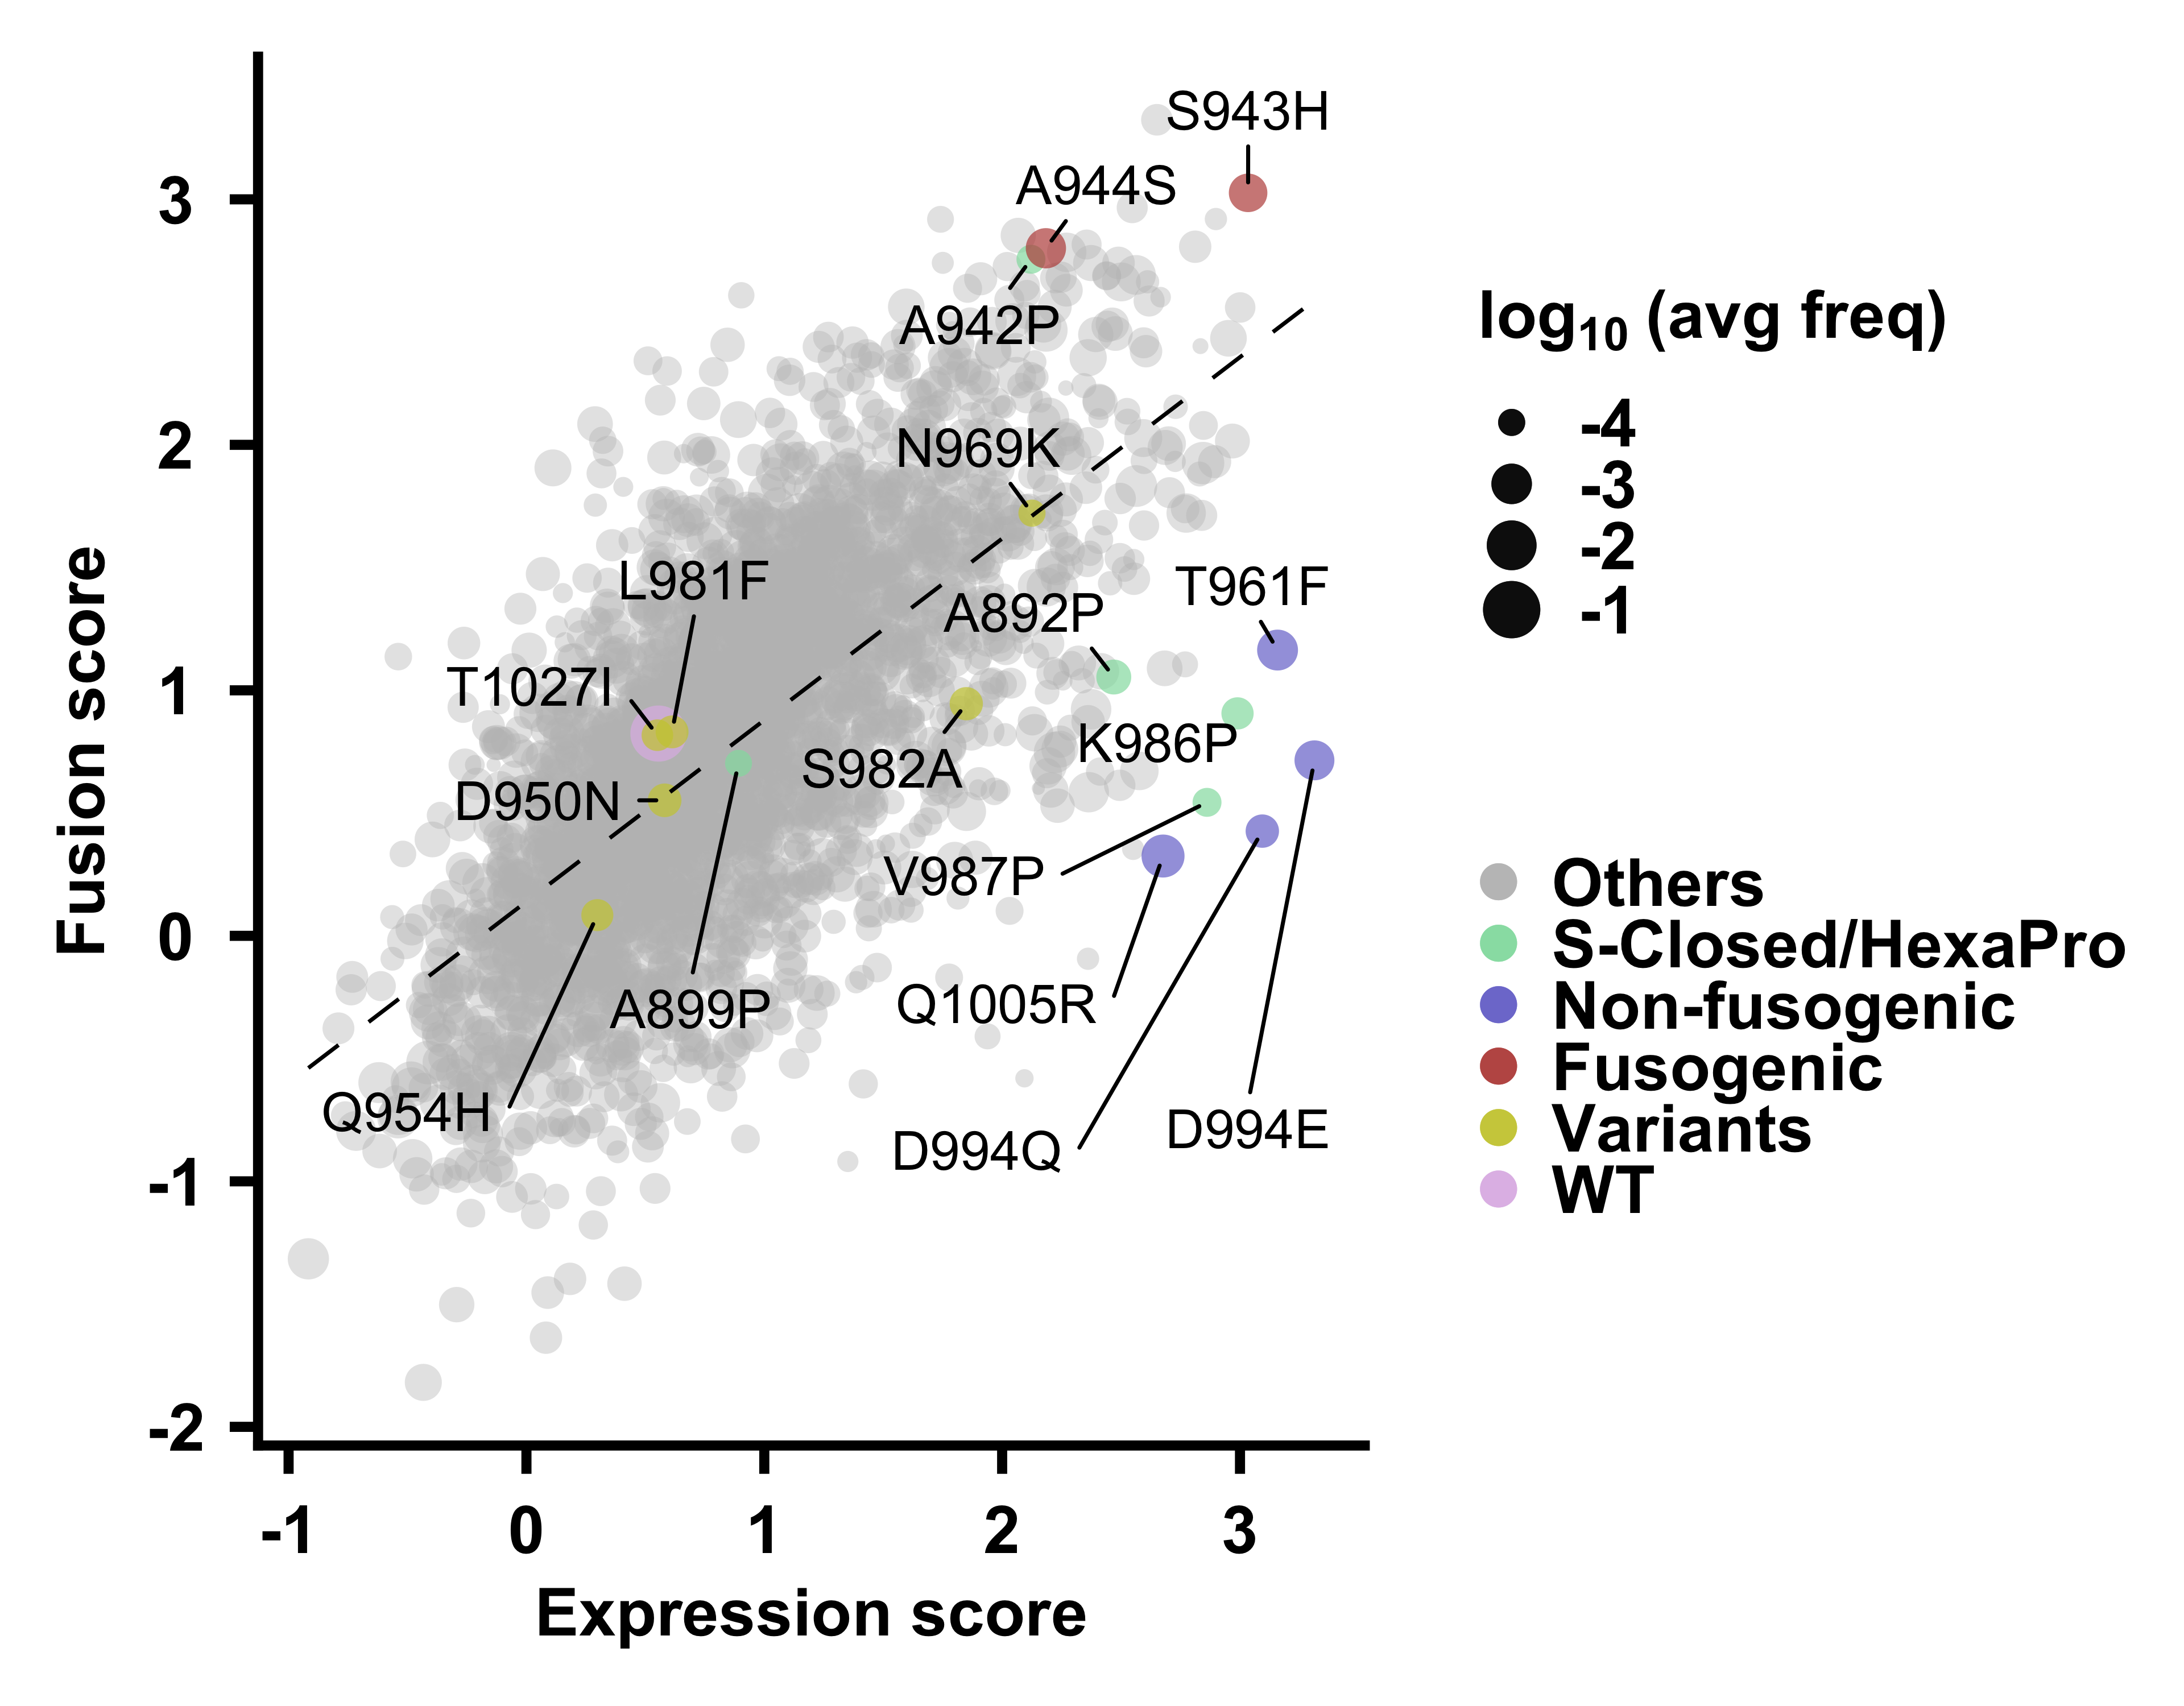 S943H
A944S
A942P
N969K
L981F
T961F
A892P
T1027I
K986P
S982A
D950N
V987P
Q1005R
A899P
Q954H
D994Q
D994E
3
2
1
0
-1
-2
Fusion score
-1
0
1
2
3
Expression score
log10 (avg freq)
-4
-3
-2
-1
Others
S-Closed/HexaPro
Non-fusogenic
Fusogenic
Variants
WT